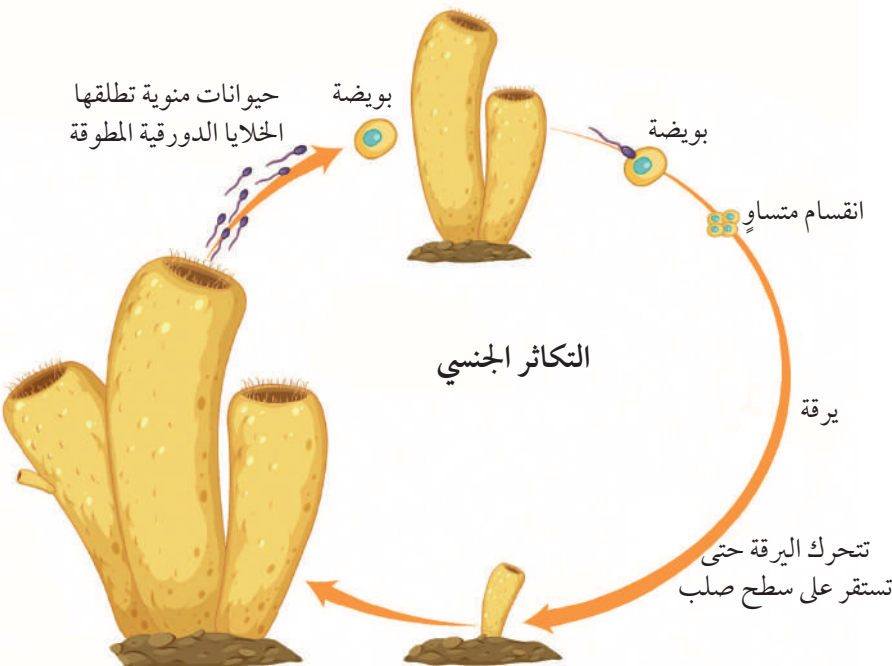 حيوانات منوية تطلقها
الخلايا الدورقية المطوقة
بويضة
بويضة
انقسام متساوٍ
التكاثر الجنسي
يرقة
تتحرك اليرقة حتى
تستقر على سطح صلب